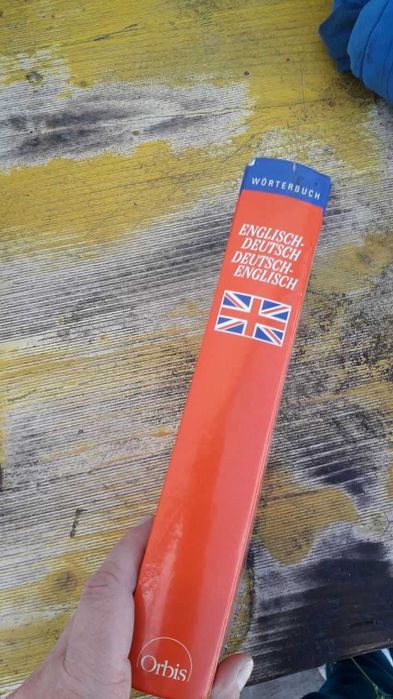 WÖRTERBUCH
ENGLISCH-
DEUTSCH
DEUTSCH-
ENGLISCH
Orbis